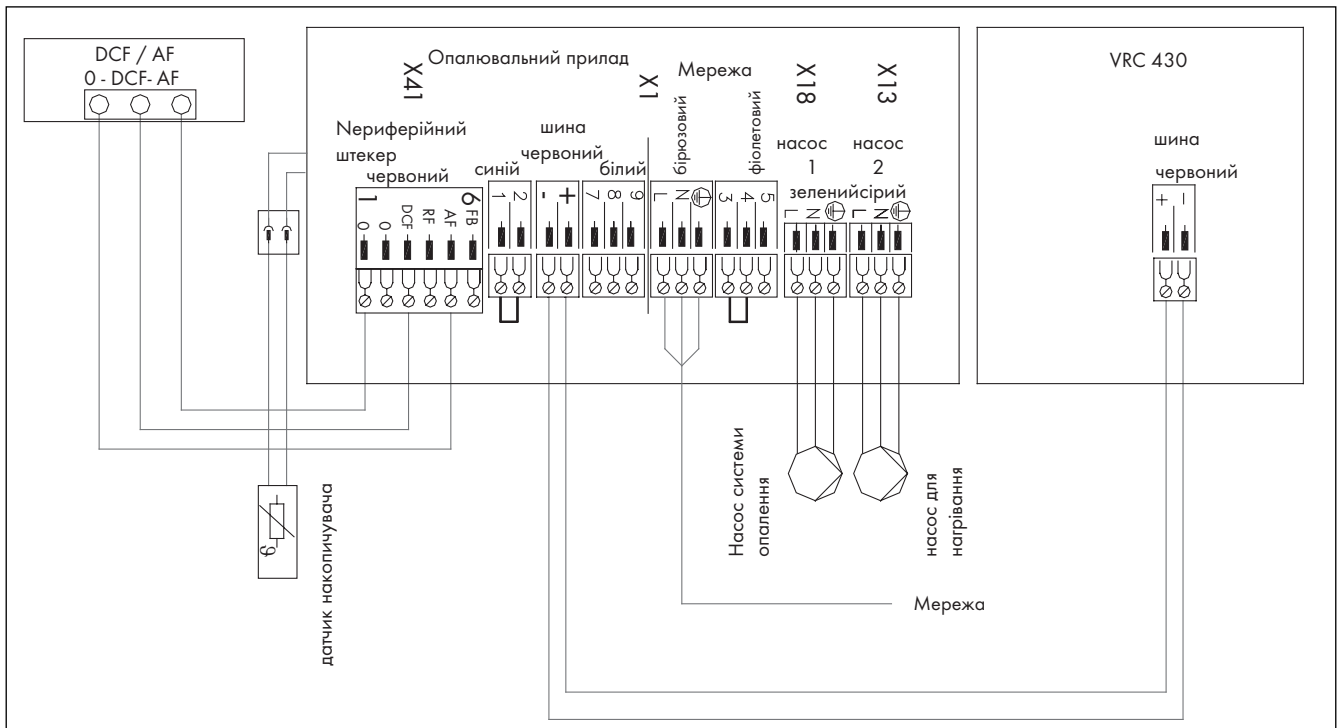 DCF / AF
0 - DCF- AF
Опалювальний прилад
X41
X1
Мережа
X18
X13
VRC 430
Nериферійний
штекер
червоний
синій
шина
червоний
білий
бірюзовий
фіолетовий
насос
1
зелений
насос
2
сірий
шина
червоний
1
0
0
DCF
RF
AF
6
FB
1
2
-
+
7
8
9
L
N
3
4
5
L
N
L
N
+
-
датчик накопичувача
Насос системи
опалення
насос для
нагрівання
Мережа